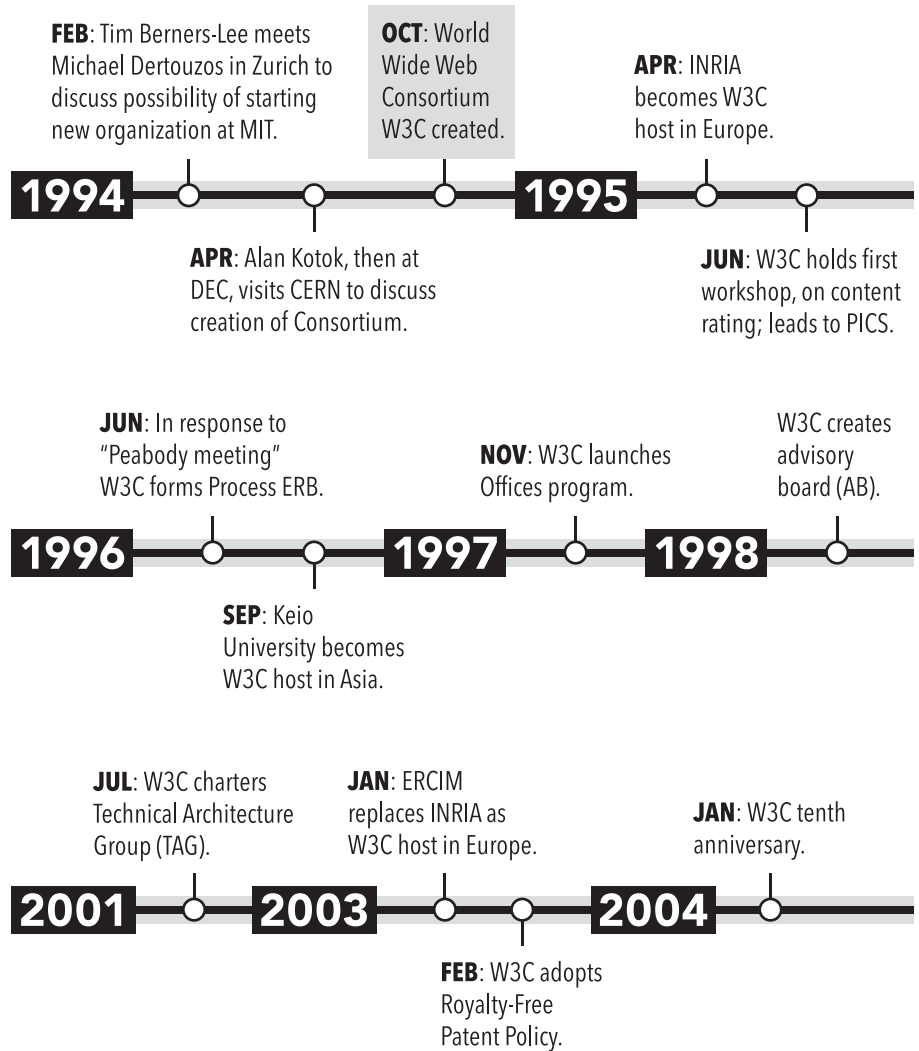 FEB: Tim Berners-Lee meets
Michael Dertouzos in Zurich to
discuss possibility of starting
new organization at MIT.
OCT: World
Wide Web
Consortium
W3C created.
APR: INRIA
becomes W3C
host in Europe.
1994
1995
APR: Alan Kotok, then at
DEC, visits CERN to discuss
creation of Consortium.
JUN: W3C holds first
workshop, on content
rating; leads to PICS.
JUN: In response to
“Peabody meeting”
W3C forms Process ERB.
NOV: W3C launches
Offices program.
W3C creates
advisory
board (AB).
1996
1997
1998
SEP: Keio
University becomes
W3C host in Asia.
JUL: W3C charters
Technical Architecture
Group (TAG).
JAN: ERCIM
replaces INRIA as
W3C host in Europe.
JAN: W3C tenth
anniversary.
2001
2003
2004
FEB: W3C adopts
Royalty-Free
Patent Policy.